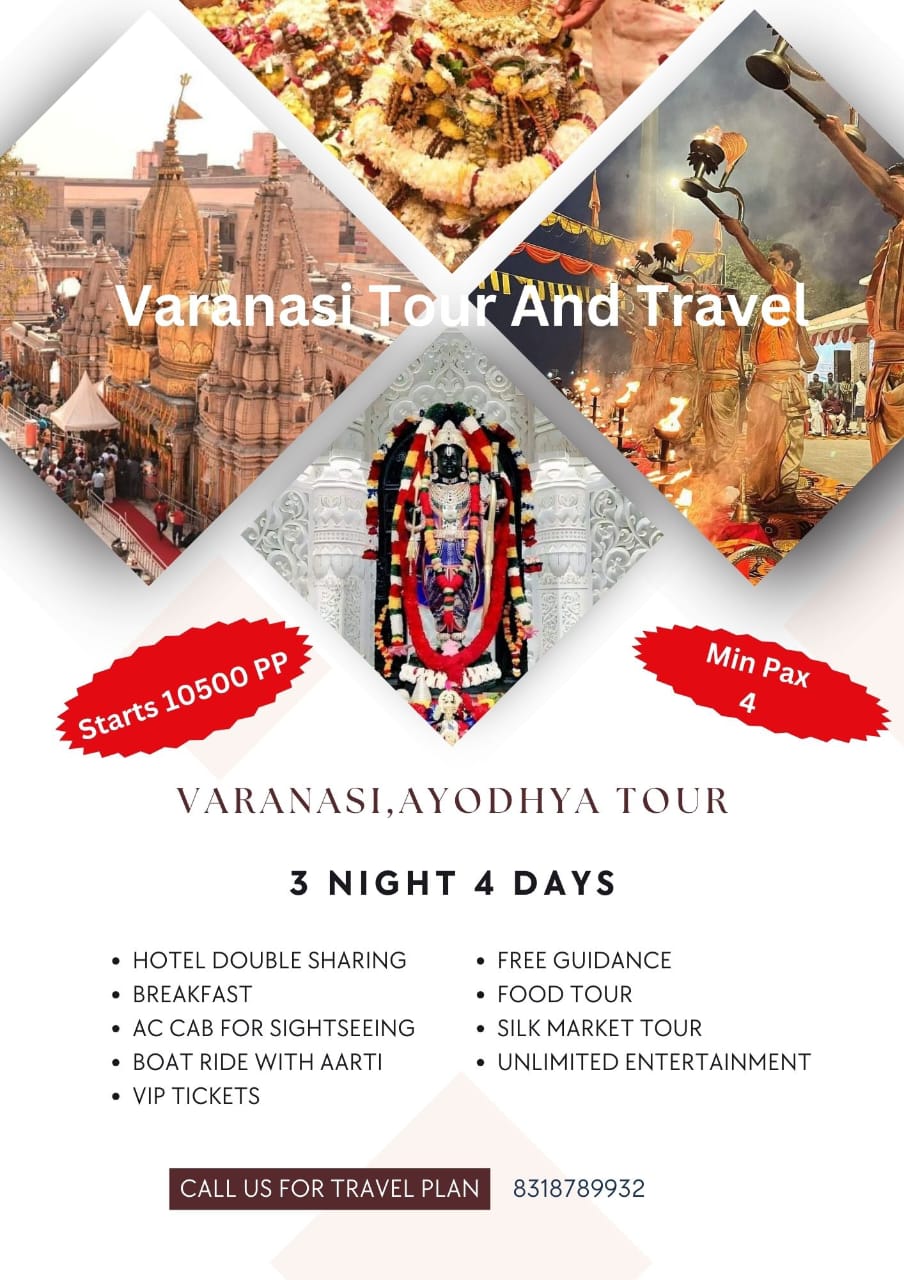 Varanasi Tour And Travel
Starts 10500 PP
Min Pax
4
VARANASI,AYODHYA TOUR
3 NIGHT 4 DAYS
HOTEL DOUBLE SHARING
BREAKFAST
AC CAB FOR SIGHTSEEING
BOAT RIDE WITH AARTI
VIP TICKETS
FREE GUIDANCE
FOOD TOUR
SILK MARKET TOUR
UNLIMITED ENTERTAINMENT
CALL US FOR TRAVEL PLAN 8318789932